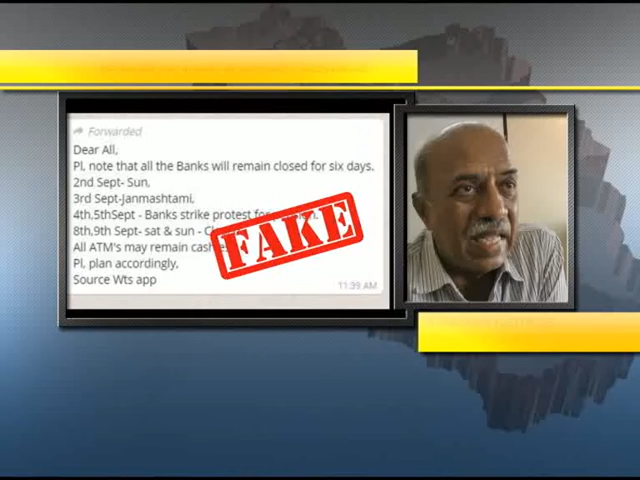 Forwarded
Dear All,
Pl, note that all the Banks will remain closed for six days.
2nd Sept- Sun,
3rd Sept-Janmashtami,
4th,5thSept - Banks strike protest for
8th,9th Sept- sat & sun -
All ATM's may remain
Pl, plan accordingly,
Source Wts app
11:39 AM
FAKE